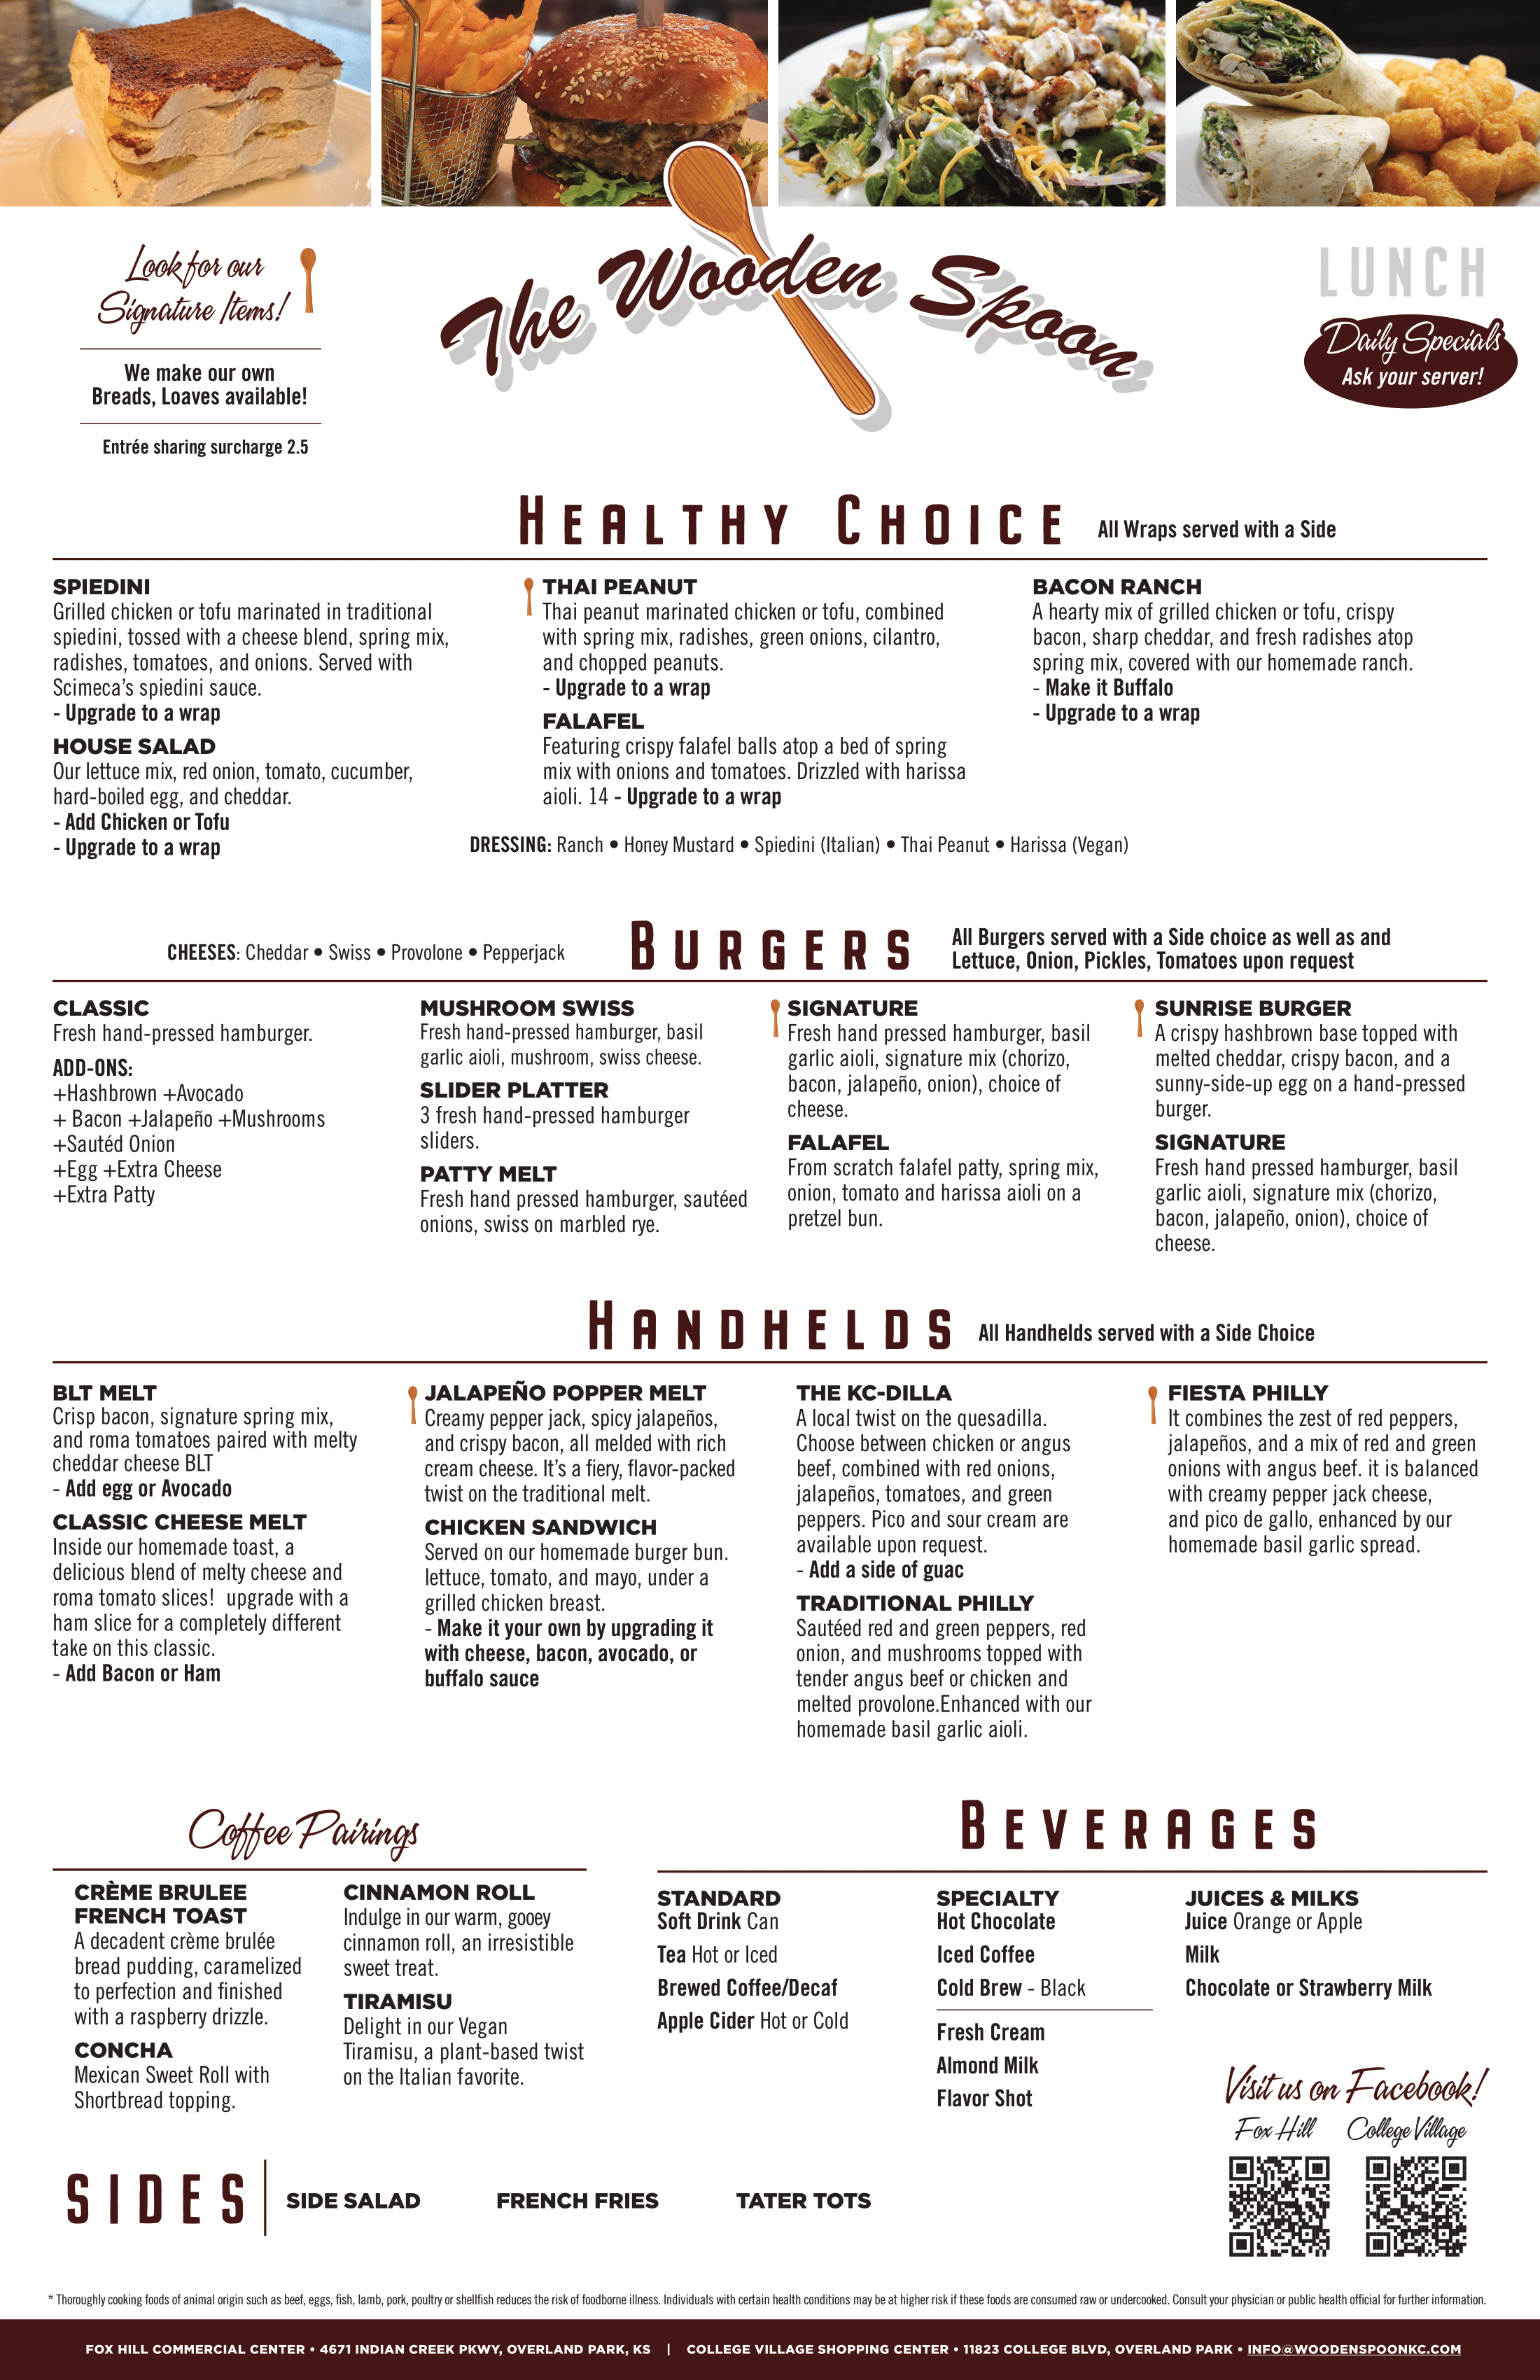 Look for our
Signature Items!
We make our own
Breads, Loaves available!
Entrée sharing surcharge 2.5
The Wooden Spoon
LUNCH
Daily Specials
Ask your server!
HEALTHY CHOICE
All Wraps served with a Side
SPIEDINI
Grilled chicken or tofu marinated in traditional
spiedini, tossed with a cheese blend, spring mix,
radishes, tomatoes, and onions. Served with
Scimeca's spiedini sauce.
- Upgrade to a wrap
HOUSE SALAD
Our lettuce mix, red onion, tomato, cucumber,
hard-boiled egg, and cheddar.
- Add Chicken or Tofu
- Upgrade to a wrap
THAI PEANUT
Thai peanut marinated chicken or tofu, combined
with spring mix, radishes, green onions, cilantro,
and chopped peanuts.
- Upgrade to a wrap
FALAFEL
Featuring crispy falafel balls atop a bed of spring
mix with onions and tomatoes. Drizzled with harissa
aioli. 14 - Upgrade to a wrap
BACON RANCH
A hearty mix of grilled chicken or tofu, crispy
bacon, sharp cheddar, and fresh radishes atop
spring mix, covered with our homemade ranch.
- Make it Buffalo
- Upgrade to a wrap
DRESSING: Ranch • Honey Mustard • Spiedini (Italian) • Thai Peanut • Harissa (Vegan)
CHEESES: Cheddar • Swiss • Provolone • Pepperjack
BURGERS
All Burgers served with a Side choice as well as and
Lettuce, Onion, Pickles, Tomatoes upon request
CLASSIC
Fresh hand-pressed hamburger.
ADD-ONS:
+Hashbrown +Avocado
+ Bacon +Jalapeño +Mushrooms
+Sautéd Onion
+Egg +Extra Cheese
+Extra Patty
MUSHROOM SWISS
Fresh hand-pressed hamburger, basil
garlic aioli, mushroom, swiss cheese.
SLIDER PLATTER
3 fresh hand-pressed hamburger
sliders.
PATTY MELT
Fresh hand pressed hamburger, sautéed
onions, swiss on marbled rye.
SIGNATURE
Fresh hand pressed hamburger, basil
garlic aioli, signature mix (chorizo,
bacon, jalapeño, onion), choice of
cheese.
FALAFEL
From scratch falafel patty, spring mix,
onion, tomato and harissa aioli on a
pretzel bun.
SUNRISE BURGER
A crispy hashbrown base topped with
melted cheddar, crispy bacon, and a
sunny-side-up egg on a hand-pressed
burger.
SIGNATURE
Fresh hand pressed hamburger, basil
garlic aioli, signature mix (chorizo,
bacon, jalapeño, onion), choice of
cheese.
HANDHELDS
All Handhelds served with a Side Choice
BLT MELT
Crisp bacon, signature spring mix,
and roma tomatoes paired with melty
cheddar cheese BLT
- Add egg or Avocado
CLASSIC CHEESE MELT
Inside our homemade toast, a
delicious blend of melty cheese and
roma tomato slices! upgrade with a
ham slice for a completely different
take on this classic.
- Add Bacon or Ham
JALAPEÑO POPPER MELT
Creamy pepper jack, spicy jalapeños,
and crispy bacon, all melded with rich
cream cheese. It's a fiery, flavor-packed
twist on the traditional melt.
CHICKEN SANDWICH
Served on our homemade burger bun.
lettuce, tomato, and mayo, under a
grilled chicken breast.
- Make it your own by upgrading it
with cheese, bacon, avocado, or
buffalo sauce
THE KC-DILLA
A local twist on the quesadilla.
Choose between chicken or angus
beef, combined with red onions,
jalapeños, tomatoes, and green
peppers. Pico and sour cream are
available upon request.
- Add a side of guac
TRADITIONAL PHILLY
Sautéed red and green peppers, red
onion, and mushrooms topped with
tender angus beef or chicken and
melted provolone.Enhanced with our
homemade basil garlic aioli.
FIESTA PHILLY
It combines the zest of red peppers,
jalapeños, and a mix of red and green
onions with angus beef. it is balanced
with creamy pepper jack cheese,
and pico de gallo, enhanced by our
homemade basil garlic spread.
Coffee Pairings
CRÈME BRULEE
FRENCH TOAST
A decadent crème brulée
bread pudding, caramelized
to perfection and finished
with a raspberry drizzle.
CONCHA
Mexican Sweet Roll with
Shortbread topping.
CINNAMON ROLL
Indulge in our warm, gooey
cinnamon roll, an irresistible
sweet treat.
TIRAMISU
Delight in our Vegan
Tiramisu, a plant-based twist
on the Italian favorite.
BEVERAGES
STANDARD
Soft Drink Can
Tea Hot or Iced
Brewed Coffee/Decaf
Apple Cider Hot or Cold
SPECIALTY
Hot Chocolate
Iced Coffee
Cold Brew - Black
Fresh Cream
Almond Milk
Flavor Shot
JUICES & MILKS
Juice Orange or Apple
Milk
Chocolate or Strawberry Milk
Visit us on Facebook!
Fox Hill
College Village
SIDES
SIDE SALAD
FRENCH FRIES
TATER TOTS
* Thoroughly cooking foods of animal origin such as beef, eggs, fish, lamb, pork, poultry or shellfish reduces the risk of foodborne illness. Individuals with certain health conditions may be at higher risk if these foods are consumed raw or undercooked. Consult your physician or public health official for further information.
FOX HILL COMMERCIAL CENTER • 4671 INDIAN CREEK PKWY, OVERLAND PARK, KS | COLLEGE VILLAGE SHOPPING CENTER • 11823 COLLEGE BLVD, OVERLAND PARK • INFO@WOODENSPOONKC.COM